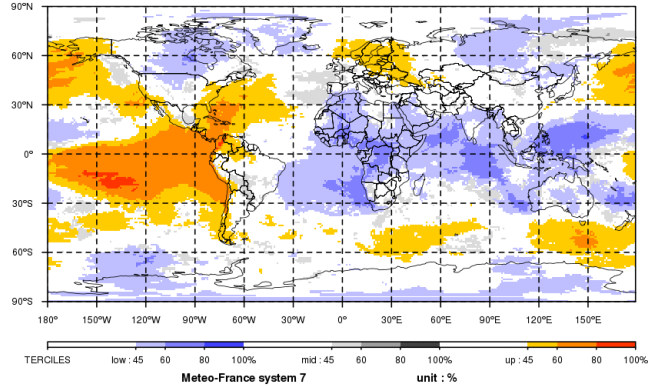 90°N
60°N
30°N
0°
30°S
60°S
90°S
180° 150°W 120°W 90°W 60°W 30°W 0° 30°E 60°E 90°E 120°E 150°E
TERCILES low : 45 60 80 100% mid : 45 60 80 100% up : 45 60 80 100%
Meteo-France system 7 unit : %